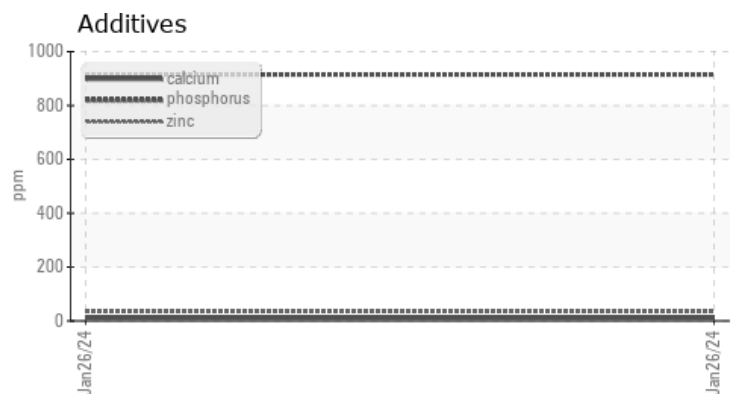 Additives
1000
800
600
400
200
0
ppm
calcium
phosphorus
zinc
Jan26/24
Jan26/24